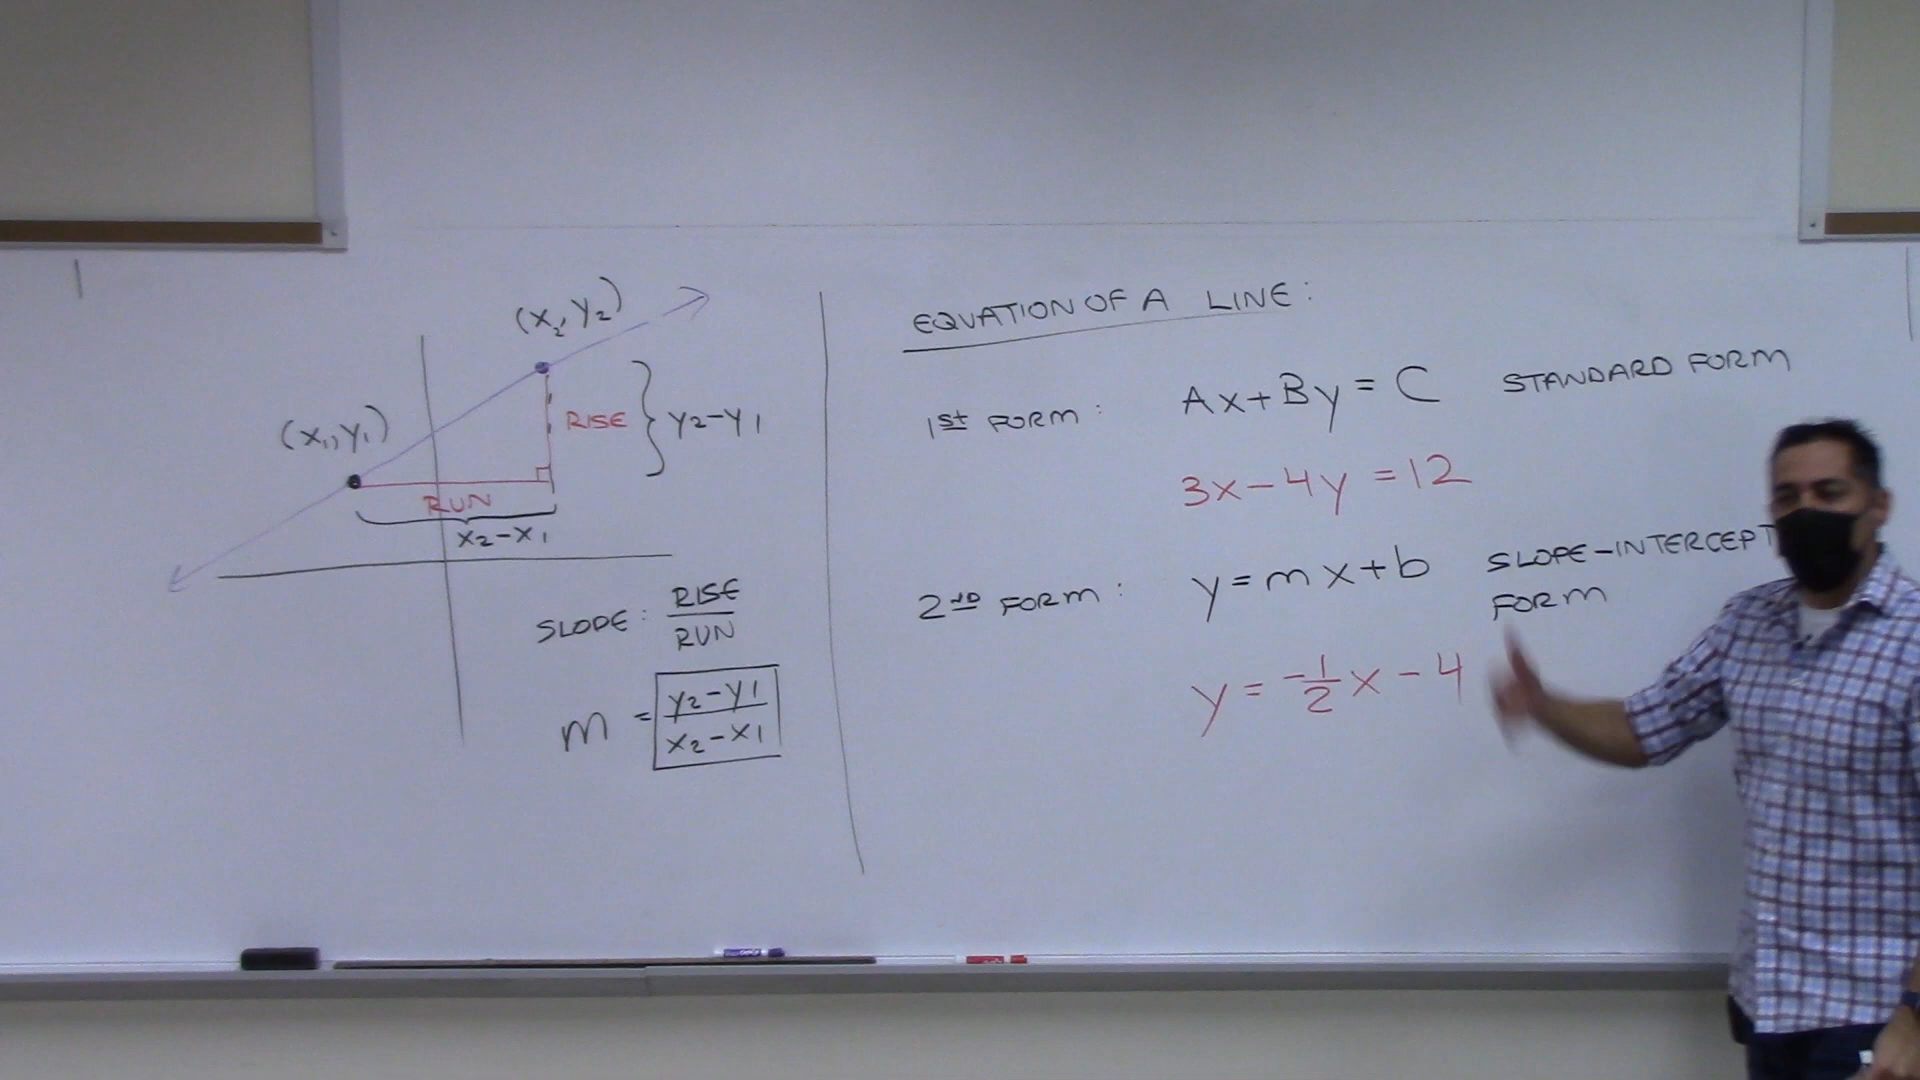 (x₂, y₂)
(x₁, y₁)
RISE } y₂-y₁
RUN
x₂-x₁
SLOPE: RISE/RUN
m = (y₂-y₁)/(x₂-x₁)
EQUATION OF A LINE:
1st FORM: Ax+By=C STANDARD FORM
3x-4y=12
2ND FORM: y=mx+b SLOPE-INTERCEPT
FORM
y=-1/2x-4